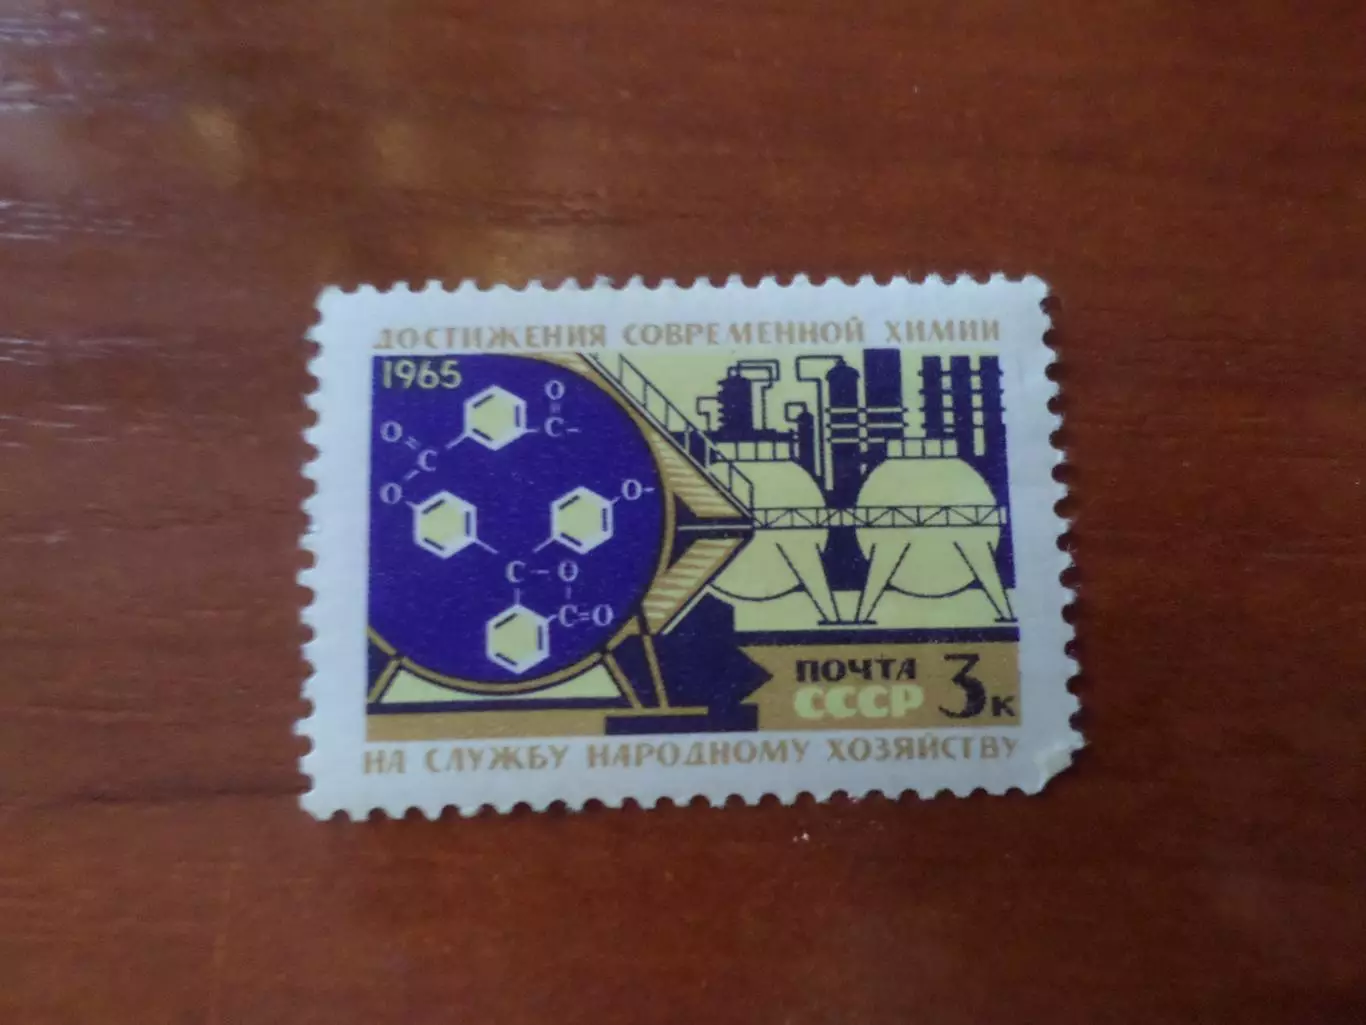 ДОСТИЖЕНИЯ СОВРЕМЕННОЙ ХИМИИ
1965
O
O C
C
O
O
C O
C O
ПОЧТА
СССР 3к
НА СЛУЖБУ НАРОДНОМУ ХОЗЯЙСТВУ